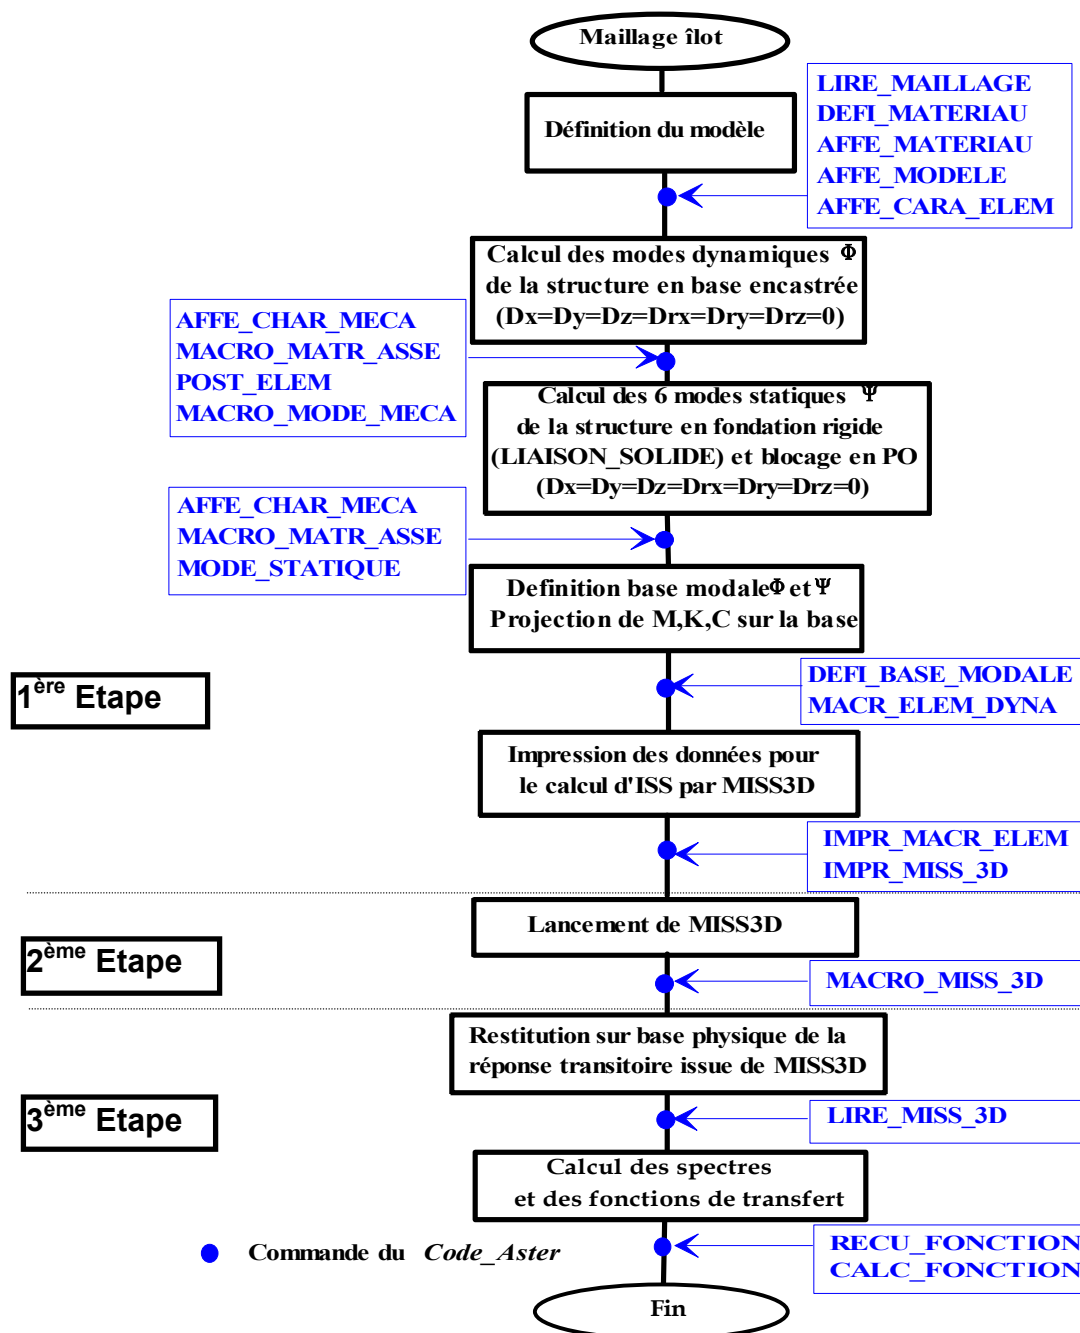 Maillage îlot
LIRE_MAILLAGE
DEFI_MATERIAU
AFFE_MATERIAU
AFFE_MODELE
AFFE_CARA_ELEM
Définition du modèle
Calcul des modes dynamiques Φ
de la structure en base encastrée
(Dx=Dy=Dz=Drx=Dry=Drz=0)
AFFE_CHAR_MECA
MACRO_MATR_ASSE
POST_ELEM
MACRO_MODE_MECA
Calcul des 6 modes statiques Ψ
de la structure en fondation rigide
(LIAISON_SOLIDE) et blocage en PO
(Dx=Dy=Dz=Drx=Dry=Drz=0)
AFFE_CHAR_MECA
MACRO_MATR_ASSE
MODE_STATIQUE
Definition base modaleΦ et Ψ
Projection de M,K,C sur la base
1ère Etape
DEFI_BASE_MODALE
MACR_ELEM_DYNA
Impression des données pour
le calcul d'ISS par MISS3D
IMPR_MACR_ELEM
IMPR_MISS_3D
Lancement de MISS3D
2ème Etape
MACRO_MISS_3D
Restitution sur base physique de la
réponse transitoire issue de MISS3D
3ème Etape
LIRE_MISS_3D
Calcul des spectres
et des fonctions de transfert
RECU_FONCTION
CALC_FONCTION
Commande du Code_Aster
Fin